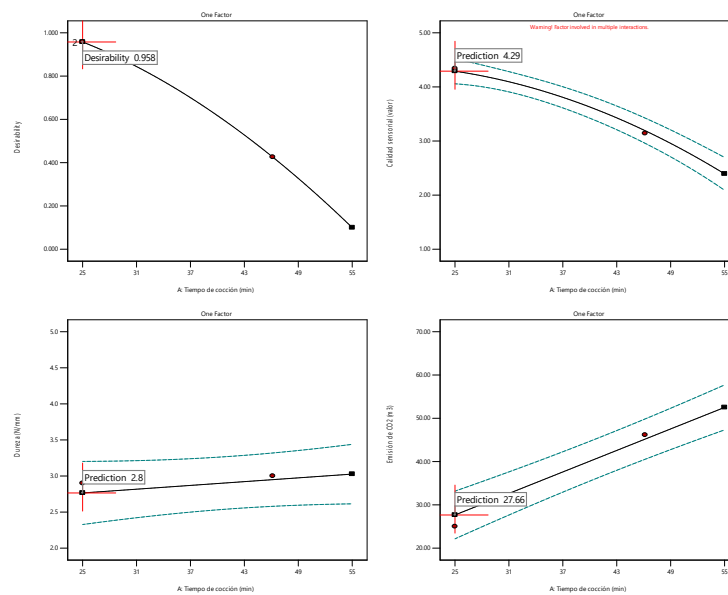 One Factor
1.000
0.800
0.600
0.400
0.200
0.000
Desirability
2
Desirability 0.958
25
31
37
43
49
55
A: Tiempo de cocción (min)
One Factor
Warning! Factor involved in multiple interactions.
5.00
4.00
3.00
2.00
1.00
Calidad sensorial (valor)
Prediction 4.29
25
31
37
43
49
55
A: Tiempo de cocción (min)
One Factor
5.0
4.5
4.0
3.5
3.0
2.5
2.0
Dureza (N/mm)
Prediction 2.8
25
31
37
43
49
55
A: Tiempo de cocción (min)
One Factor
70.00
60.00
50.00
40.00
30.00
20.00
Emisión de CO2 (m3)
Prediction 27.66
25
31
37
43
49
55
A: Tiempo de cocción (min)